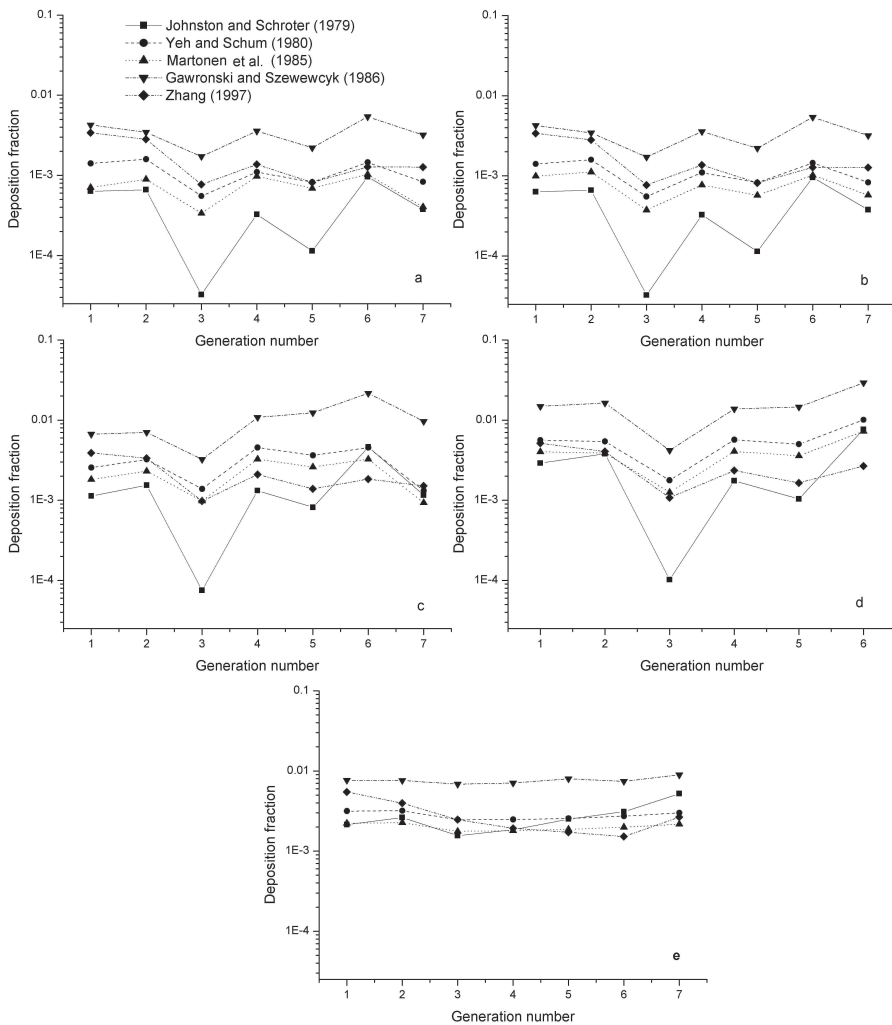 Johnston and Schroter (1979)
Yeh and Schum (1980)
Martonen et al. (1985)
Gawronski and Szewewcyk (1986)
Zhang (1997)
0.1
0.01
1E-3
1E-4
Deposition fraction
1 2 3 4 5 6 7
Generation number
a
0.1
0.01
1E-3
1E-4
Deposition fraction
1 2 3 4 5 6 7
Generation number
b
0.1
0.01
1E-3
1E-4
Deposition fraction
1 2 3 4 5 6 7
Generation number
c
0.1
0.01
1E-3
1E-4
Deposition fraction
1 2 3 4 5 6
Generation number
d
0.1
0.01
1E-3
1E-4
Deposition fraction
1 2 3 4 5 6 7
Generation number
e